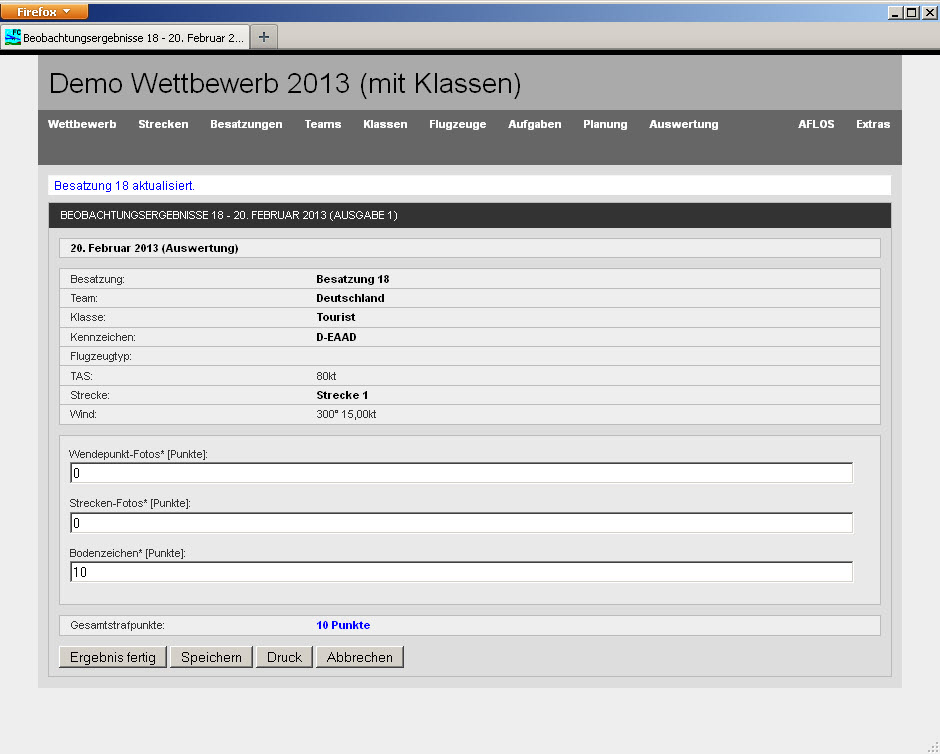 Firefox
Beobachtungsergebnisse 18 - 20. Februar 2...
Demo Wettbewerb 2013 (mit Klassen)
Wettbewerb Strecken Besatzungen Teams Klassen Flugzeuge Aufgaben Planung Auswertung AFLOS Extras
Besatzung 18 aktualisiert.
BEOBACHTUNGSERGEBNISSE 18 - 20. FEBRUAR 2013 (AUSGABE 1)
20. Februar 2013 (Auswertung)
Besatzung: Besatzung 18
Team: Deutschland
Klasse: Tourist
Kennzeichen: D-EAAD
Flugzeugtyp:
TAS: 80kt
Strecke: Strecke 1
Wind: 300° 15,00kt
Wendepunkt-Fotos* [Punkte]:
0
Strecken-Fotos* [Punkte]:
0
Bodenzeichen* [Punkte]:
10
Gesamtstrafpunkte: 10 Punkte
Ergebnis fertig Speichern Druck Abbrechen